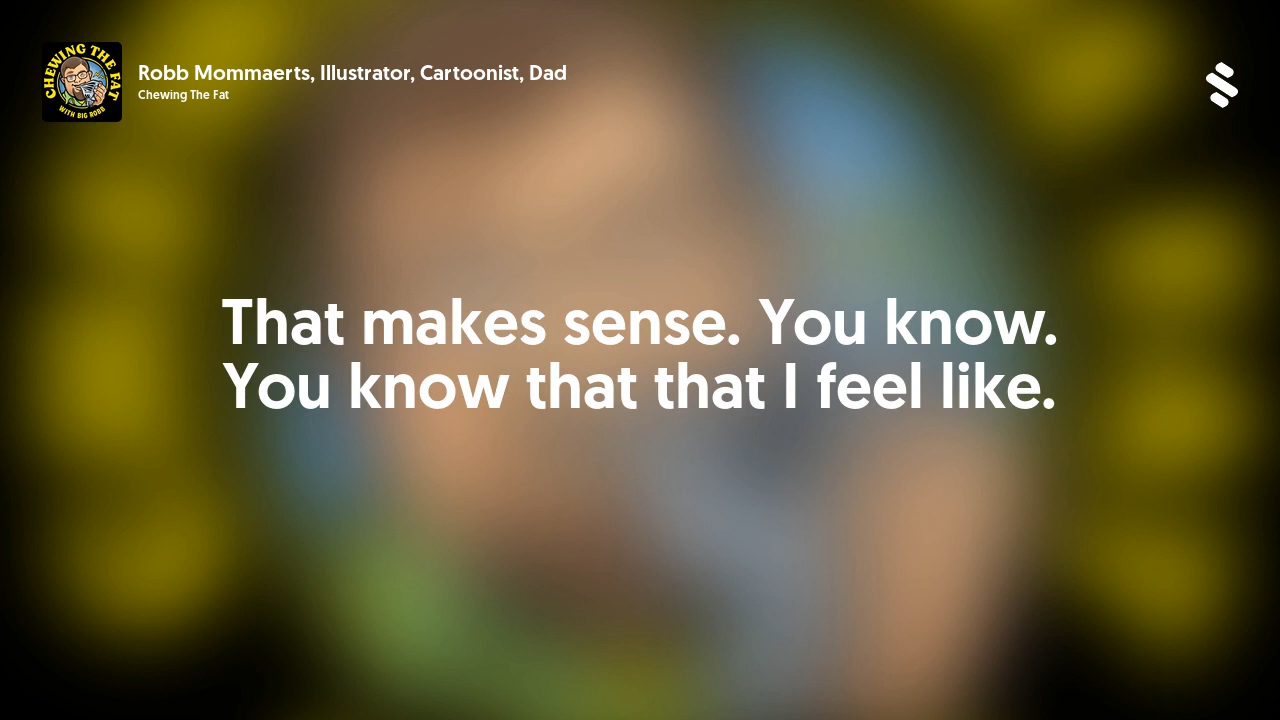 CHEWING THE FAT
WITH BIG ROBB
Robb Mommaerts, Illustrator, Cartoonist, Dad
Chewing The Fat
That makes sense. You know.
You know that that I feel like.